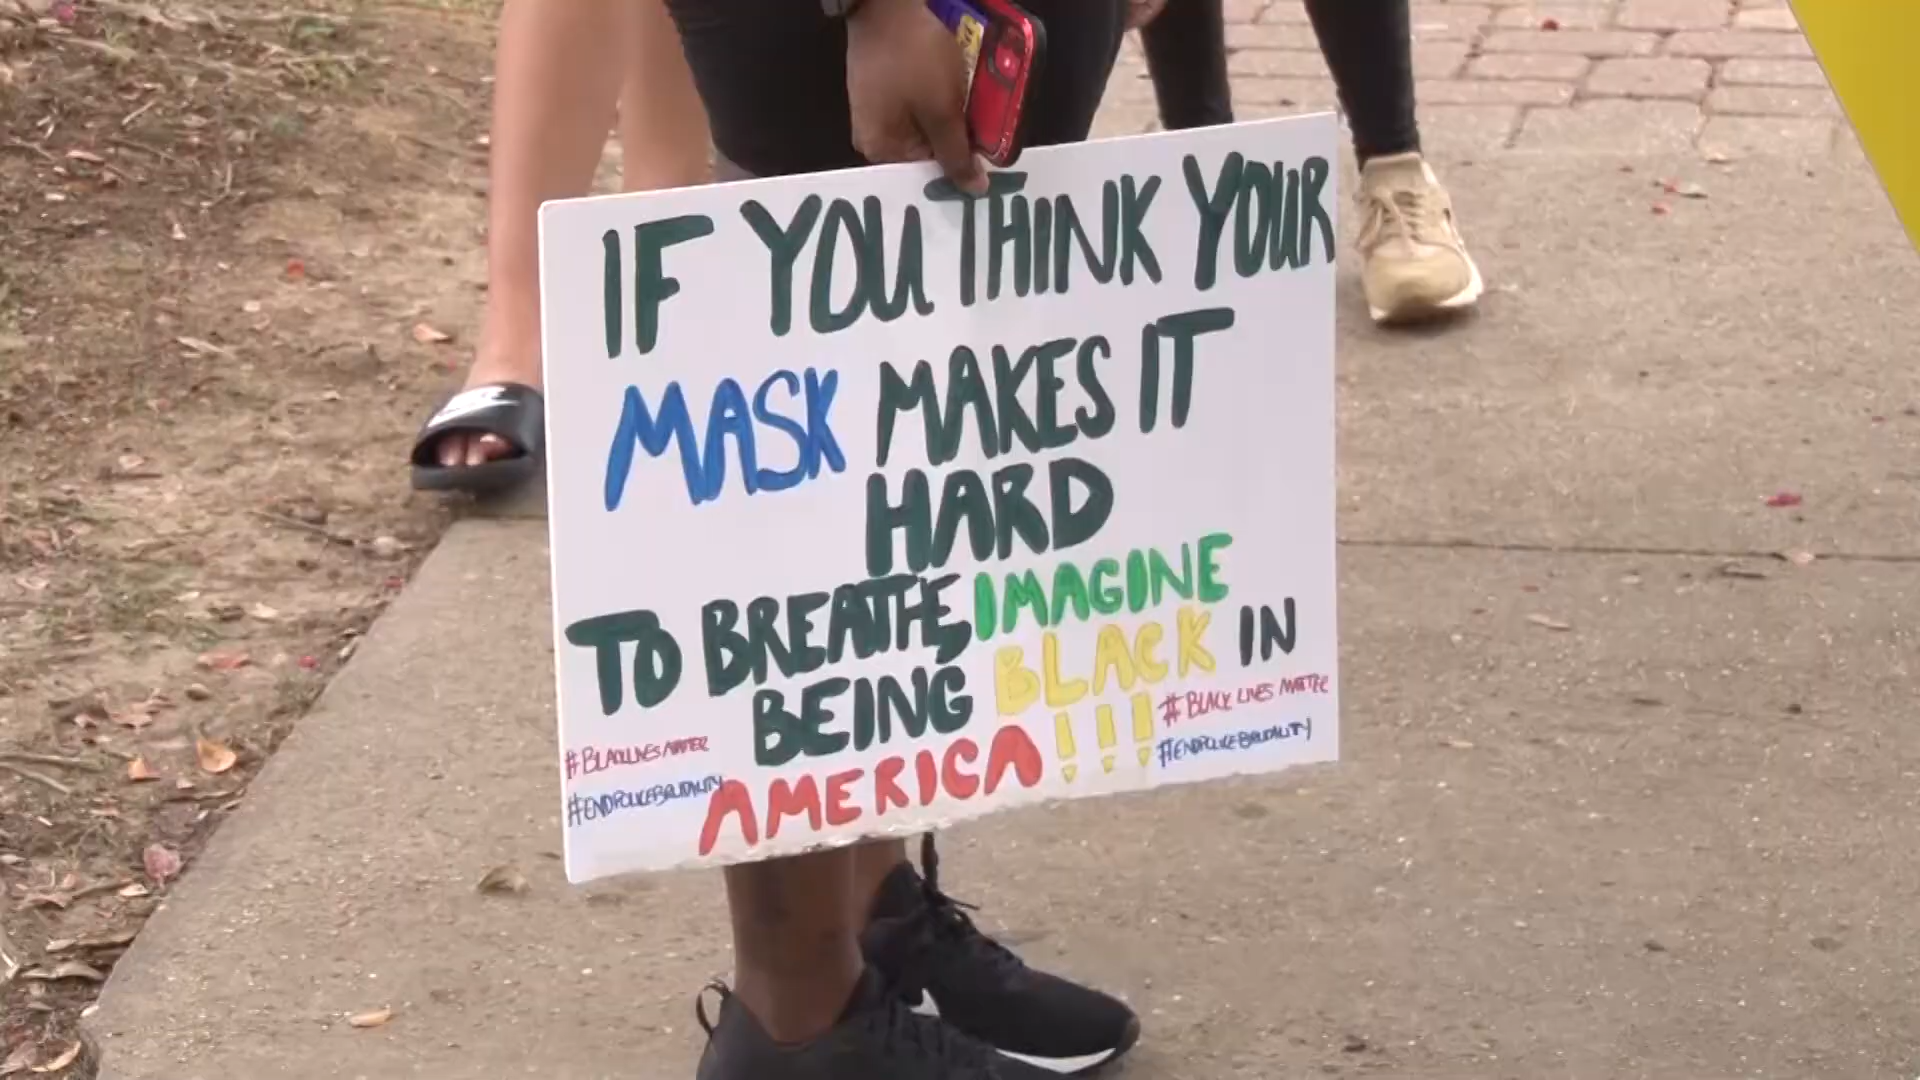 IF YOU THINK YOUR
MASK MAKES IT
HARD
TO BREATHE, IMAGINE
BEING BLACK IN
AMERICA!!!
#BLACKLIVESMATTER
#ENDPOLICEBRUTALITY
#BLACK LIVES MATTER
#ENDPOLICEBRUTALITY